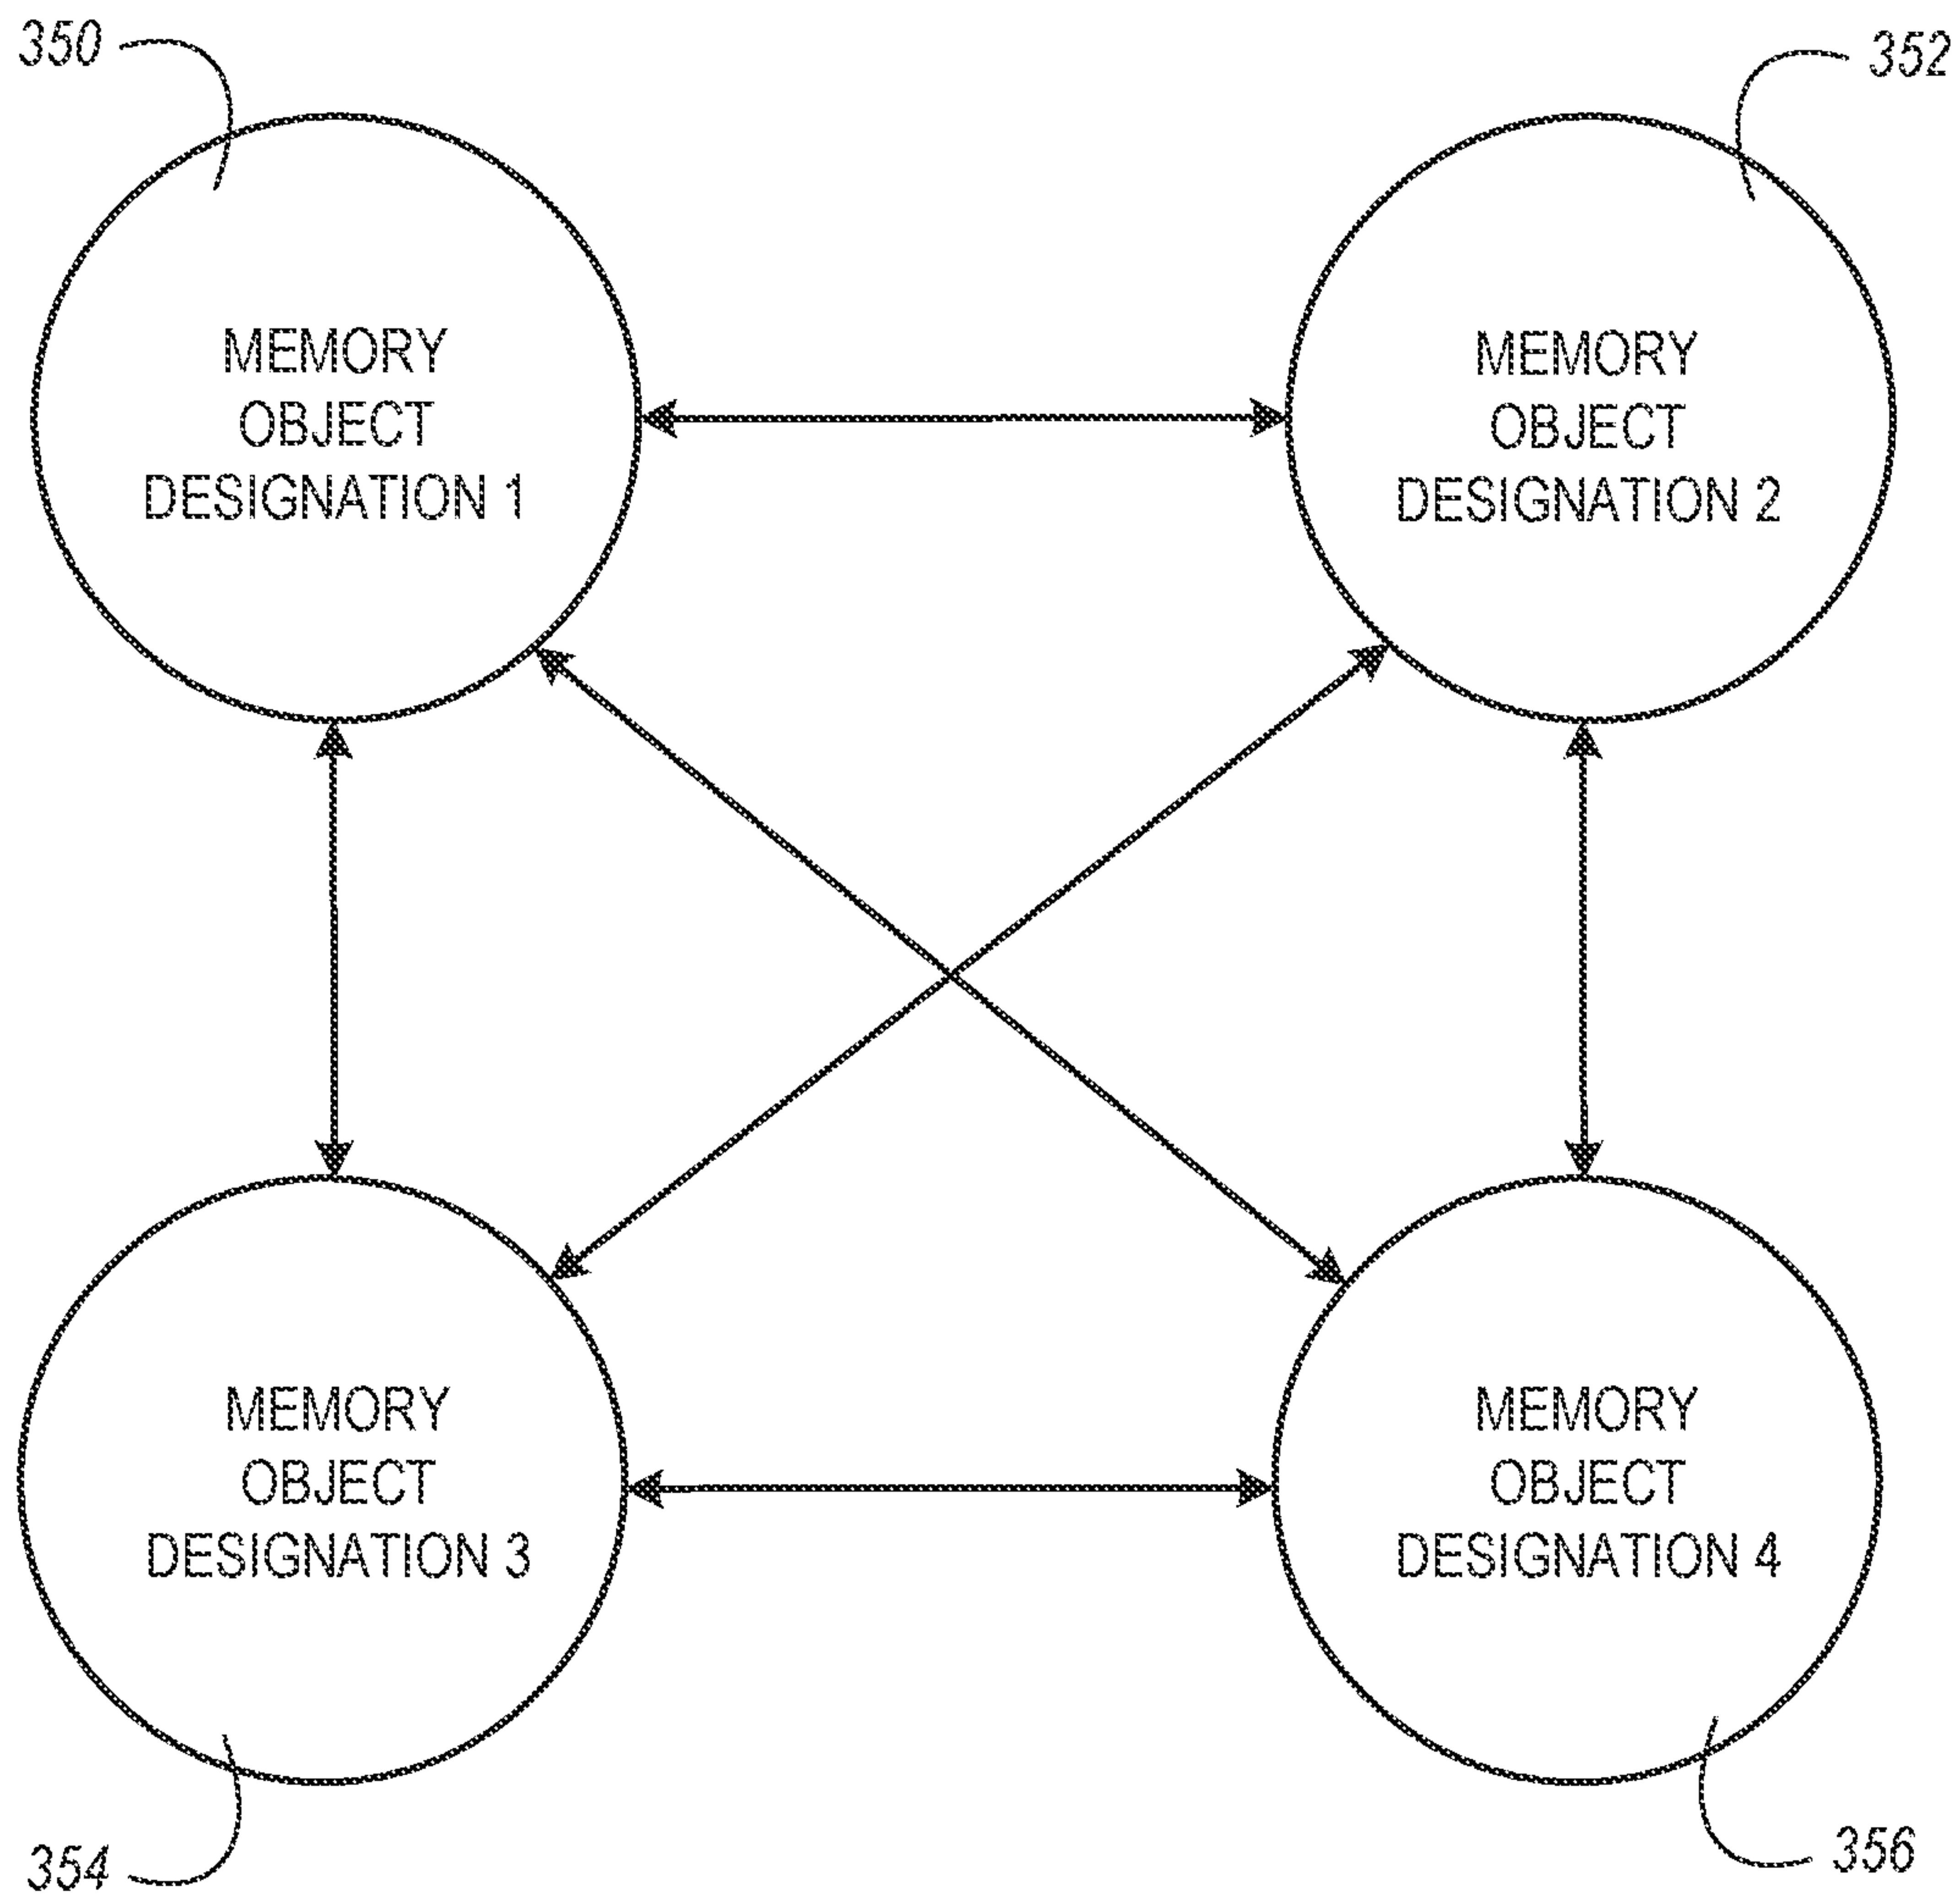 350
352
MEMORY
OBJECT
DESIGNATION 1
MEMORY
OBJECT
DESIGNATION 2
MEMORY
OBJECT
DESIGNATION 3
MEMORY
OBJECT
DESIGNATION 4
354
356